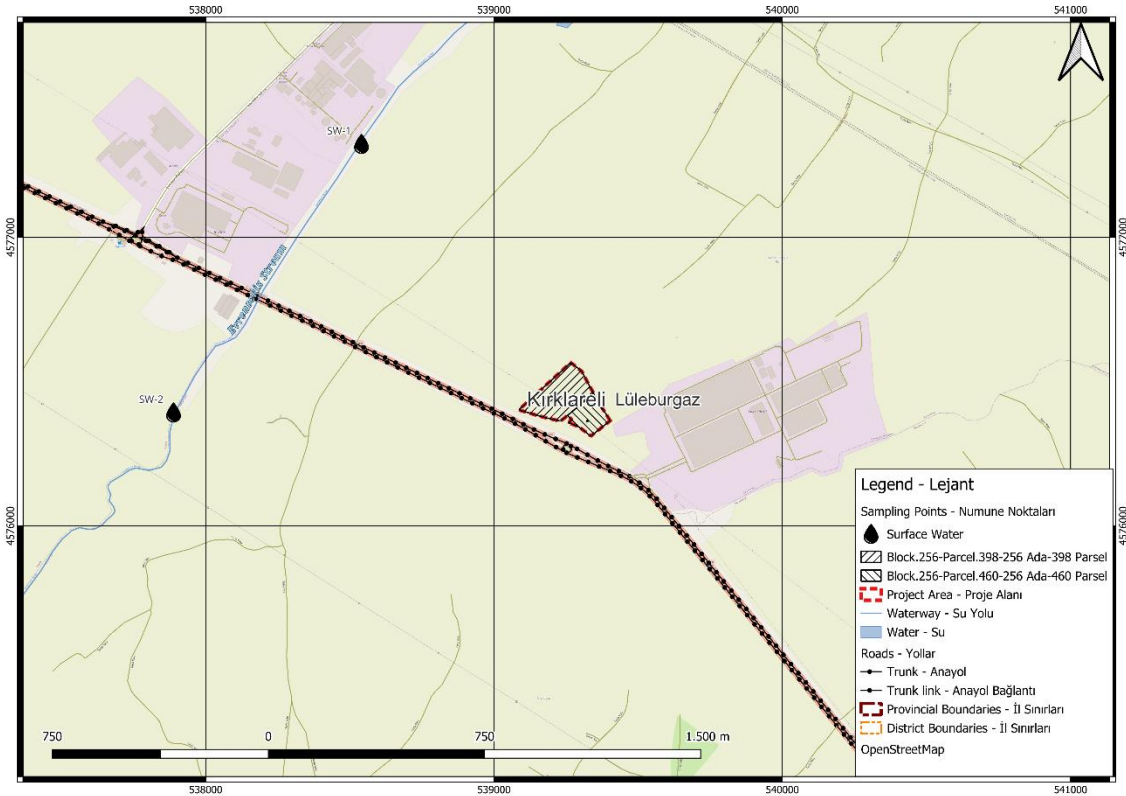 538000
539000
540000
541000
SW-1
4577000
4577000
Evrensekiz Stream
SW-2
Kırklareli Lüleburgaz
4576000
4576000
Legend - Lejant
Sampling Points - Numune Noktaları
Surface Water
Block.256-Parcel.398-256 Ada-398 Parsel
Block.256-Parcel.460-256 Ada-460 Parsel
Project Area - Proje Alanı
Waterway - Su Yolu
Water - Su
Roads - Yollar
Trunk - Anayol
Trunk link - Anayol Bağlantı
Provincial Boundaries - İl Sınırları
District Boundaries - İl Sınırları
OpenStreetMap
750
0
750
1.500 m
538000
539000
540000
541000